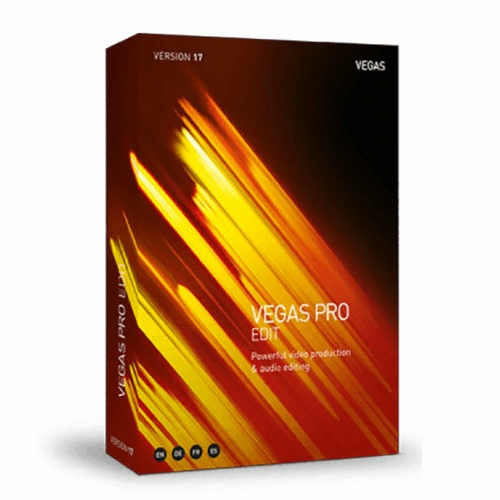 VERSION 17
VEGAS
VEGAS PRO
EDIT
Powerful video production
& audio editing
EN DE FR ES
VEGAS PRO EDIT
VERSION 17